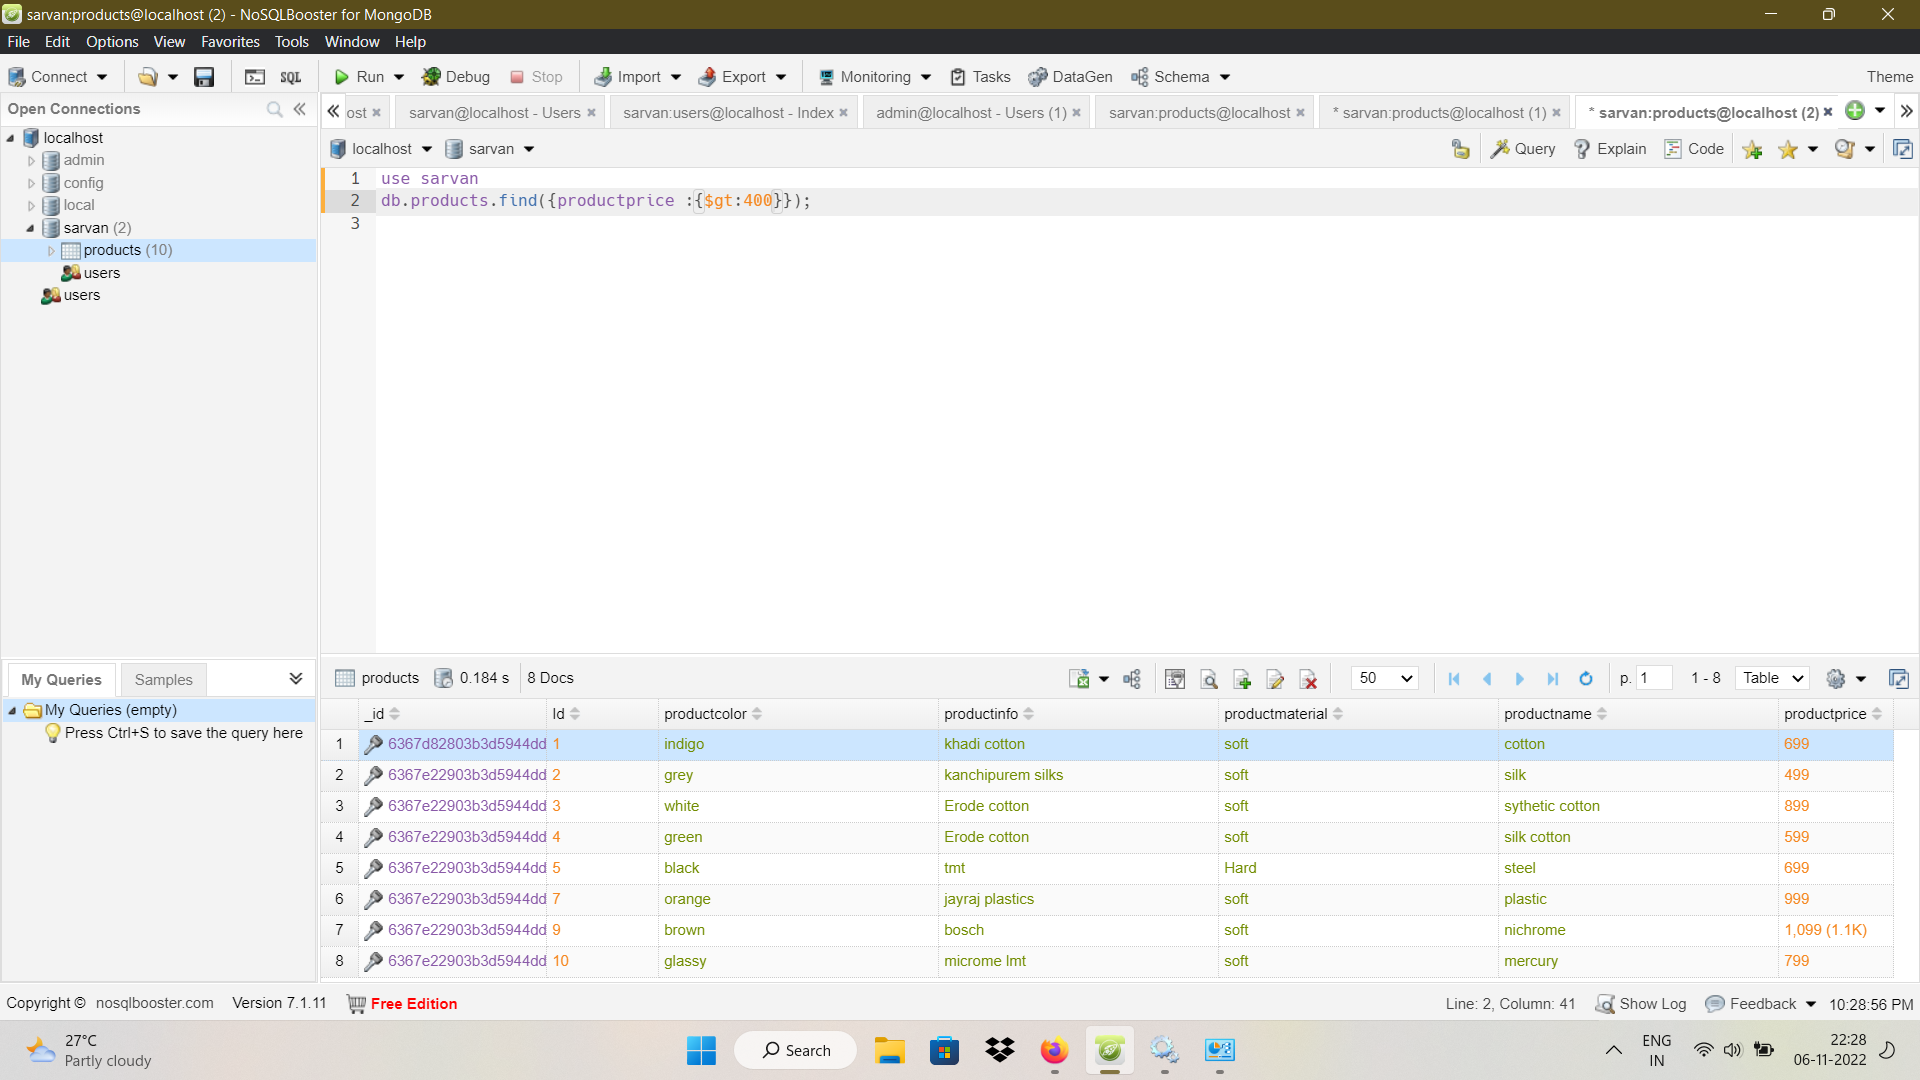 sarvan:products@localhost (2) - NoSQLBooster for MongoDB
File Edit Options View Favorites Tools Window Help
Connect SQL Run Debug Stop Import Export Monitoring Tasks DataGen Schema Theme
Open Connections
ost sarvan@localhost - Users sarvan:users@localhost - Index admin@localhost - Users (1) sarvan:products@localhost * sarvan:products@localhost (1) * sarvan:products@localhost (2)
localhost sarvan Query Explain Code
localhost
admin
config
local
sarvan (2)
products (10)
users
users
1 use sarvan
2 db.products.find({productprice :{$gt:400}});
3
My Queries Samples
My Queries (empty)
Press Ctrl+S to save the query here
products 0.184 s 8 Docs 50 p. 1 1 - 8 Table
_id Id productcolor productinfo productmaterial productname productprice
1 6367d82803b3d5944dd 1 indigo khadi cotton soft cotton 699
2 6367e22903b3d5944dd 2 grey kanchipurem silks soft silk 499
3 6367e22903b3d5944dd 3 white Erode cotton soft sythetic cotton 899
4 6367e22903b3d5944dd 4 green Erode cotton soft silk cotton 599
5 6367e22903b3d5944dd 5 black tmt Hard steel 699
6 6367e22903b3d5944dd 7 orange jayraj plastics soft plastic 999
7 6367e22903b3d5944dd 9 brown bosch soft nichrome 1,099 (1.1K)
8 6367e22903b3d5944dd 10 glassy microme lmt soft mercury 799
Copyright © nosqlbooster.com Version 7.1.11 Free Edition Line: 2, Column: 41 Show Log Feedback 10:28:56 PM
27°C
Partly cloudy
Search
ENG
IN
22:28
06-11-2022